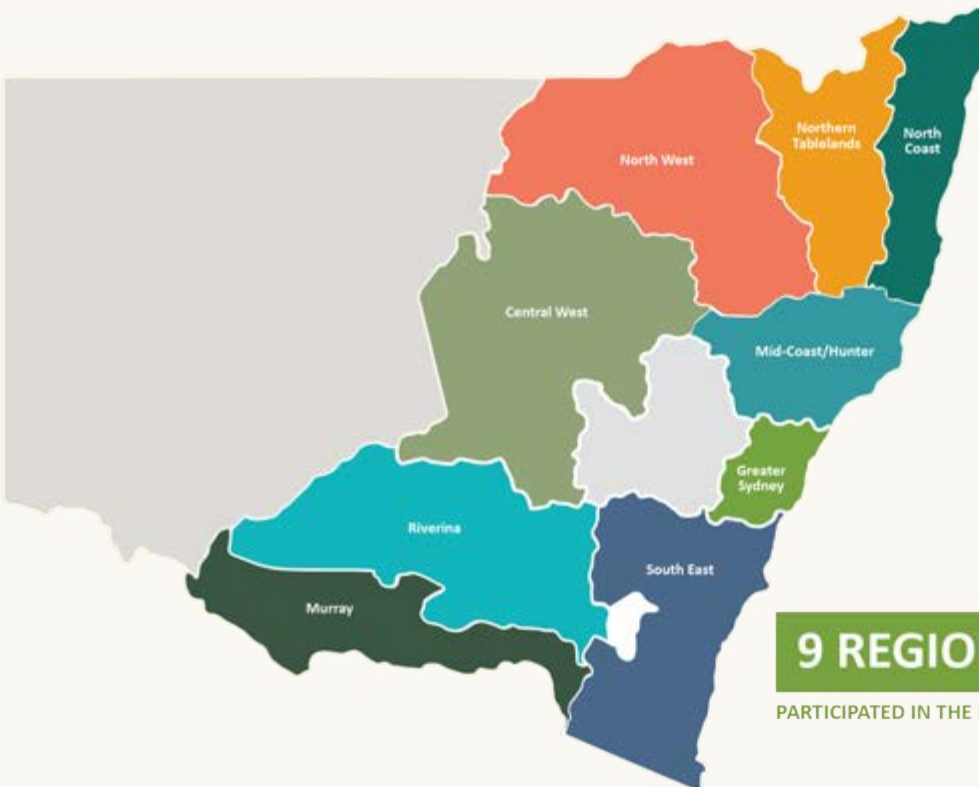 North West
Northern
Tablelands
North
Coast
Central West
Mid-Coast/Hunter
Greater
Sydney
Riverina
South East
Murray
9 REGIO
PARTICIPATED IN THE